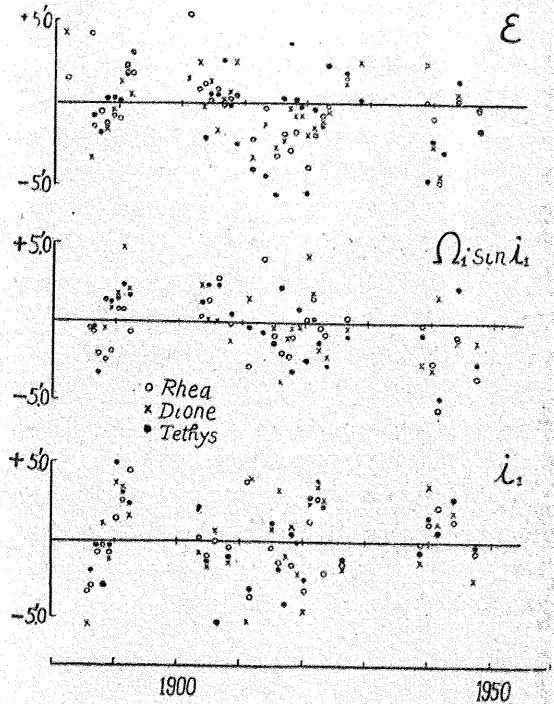 +5.0
ε
−5.0
+5.0
Ω₁ sin i₁
−5.0
○ Rhea
× Dione
• Tethys
+5.0
i₁
−5.0
1900 1950